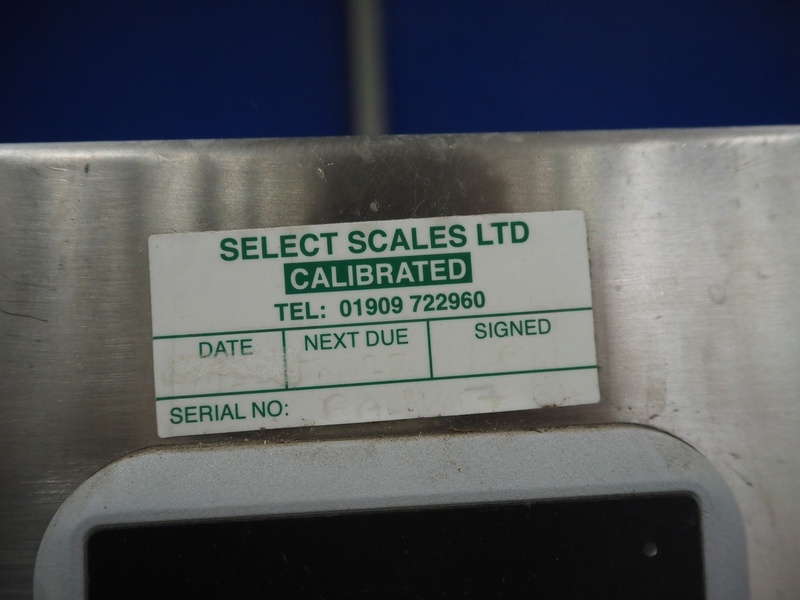 SELECT SCALES LTD
CALIBRATED
TEL: 01909 722960
DATE NEXT DUE SIGNED
SERIAL NO: